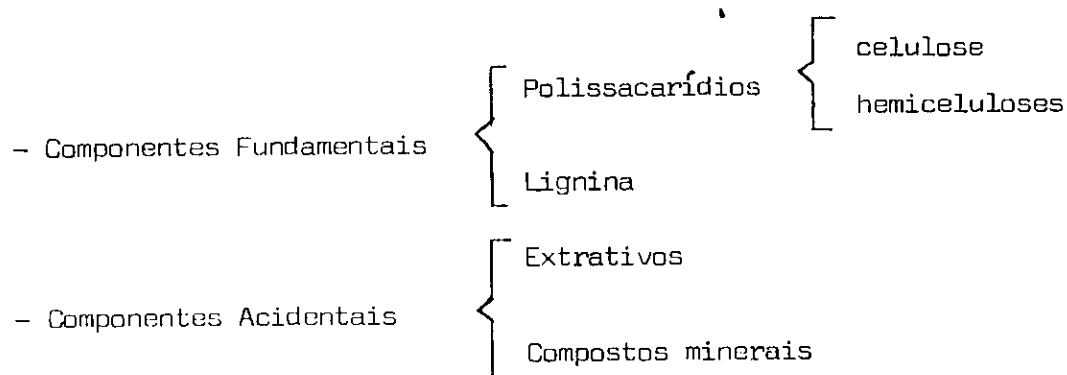 celulose
Polissacarídios
hemiceluloses
– Componentes Fundamentais
Lignina
Extrativos
– Componentes Acidentais
Compostos minerais